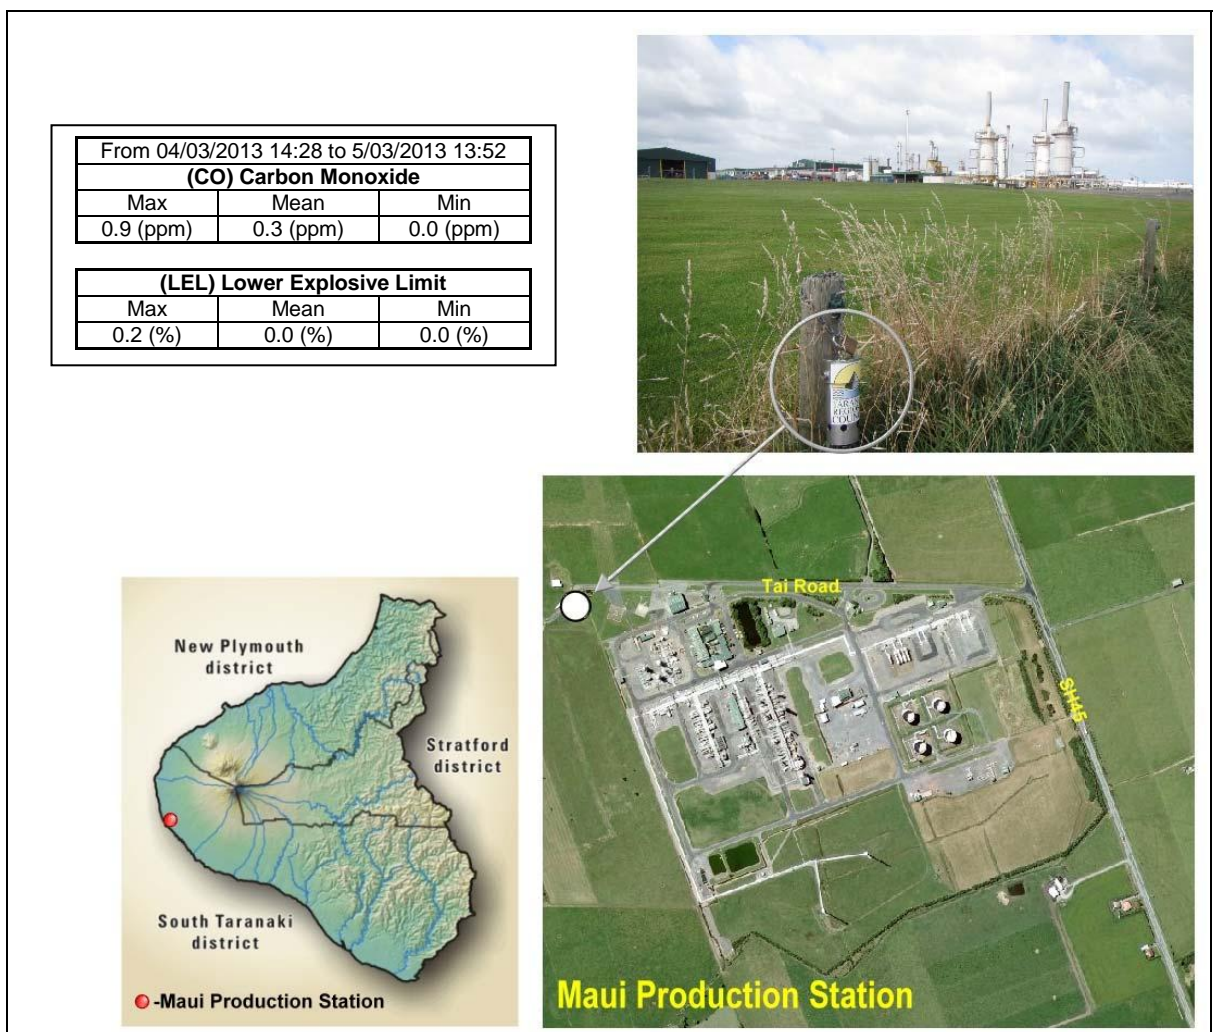 From 04/03/2013 14:28 to 5/03/2013 13:52
(CO) Carbon Monoxide
Max Mean Min
0.9 (ppm) 0.3 (ppm) 0.0 (ppm)
(LEL) Lower Explosive Limit
Max Mean Min
0.2 (%) 0.0 (%) 0.0 (%)
COUN
Tai Road
SH45
New Plymouth
district
Stratford
district
South Taranaki
district
-Maui Production Station
Maui Production Station